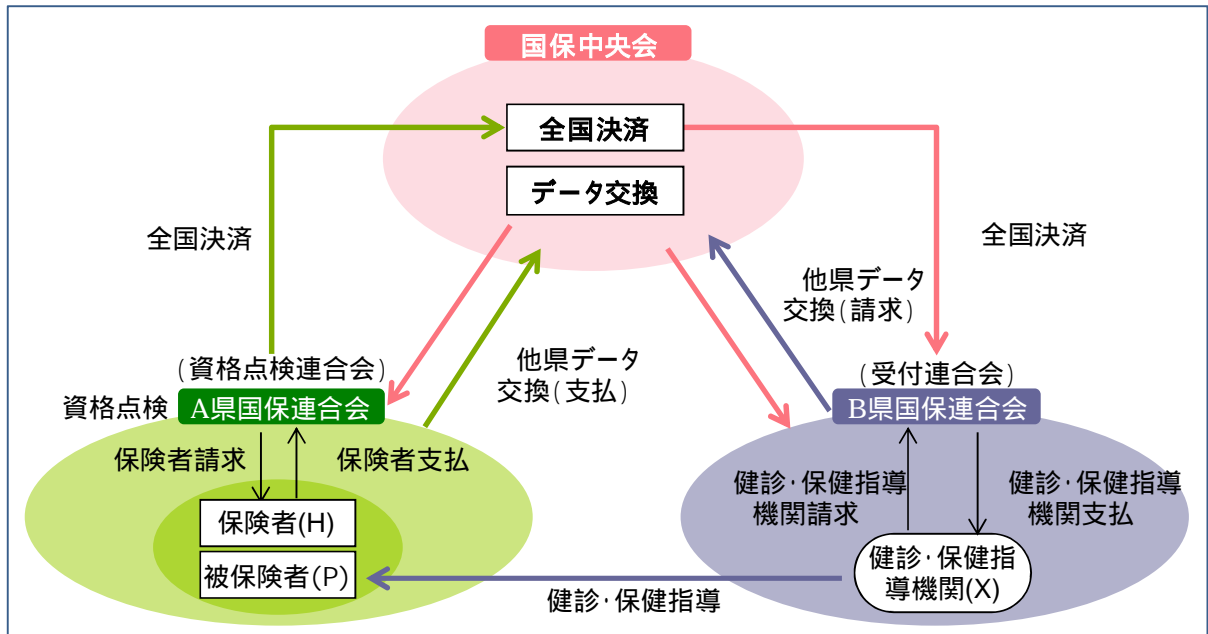 国保中央会
全国決済
データ交換
全国決済
全国決済
他県データ
交換(請求)
他県データ
交換(支払)
(資格点検連合会)
(受付連合会)
資格点検 A県国保連合会
B県国保連合会
保険者請求
保険者支払
健診・保健指導
機関請求
健診・保健指導
機関支払
保険者(H)
被保険者(P)
健診・保健指
導機関(X)
健診・保健指導